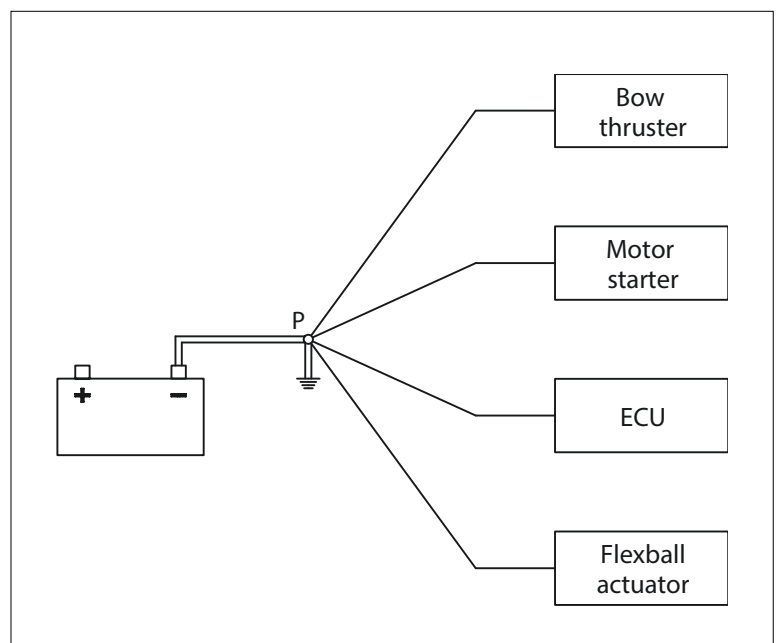 Bow
thruster
Motor
starter
P
+
−
ECU
Flexball
actuator